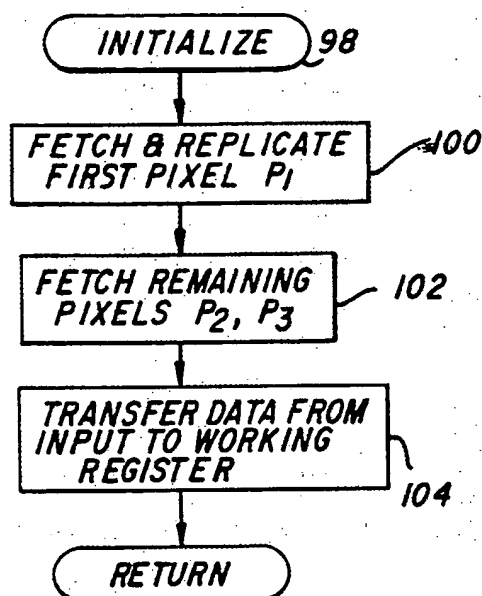 INITIALIZE 98
FETCH & REPLICATE
FIRST PIXEL P1
100
FETCH REMAINING
PIXELS P2, P3
102
TRANSFER DATA FROM
INPUT TO WORKING
REGISTER
104
RETURN